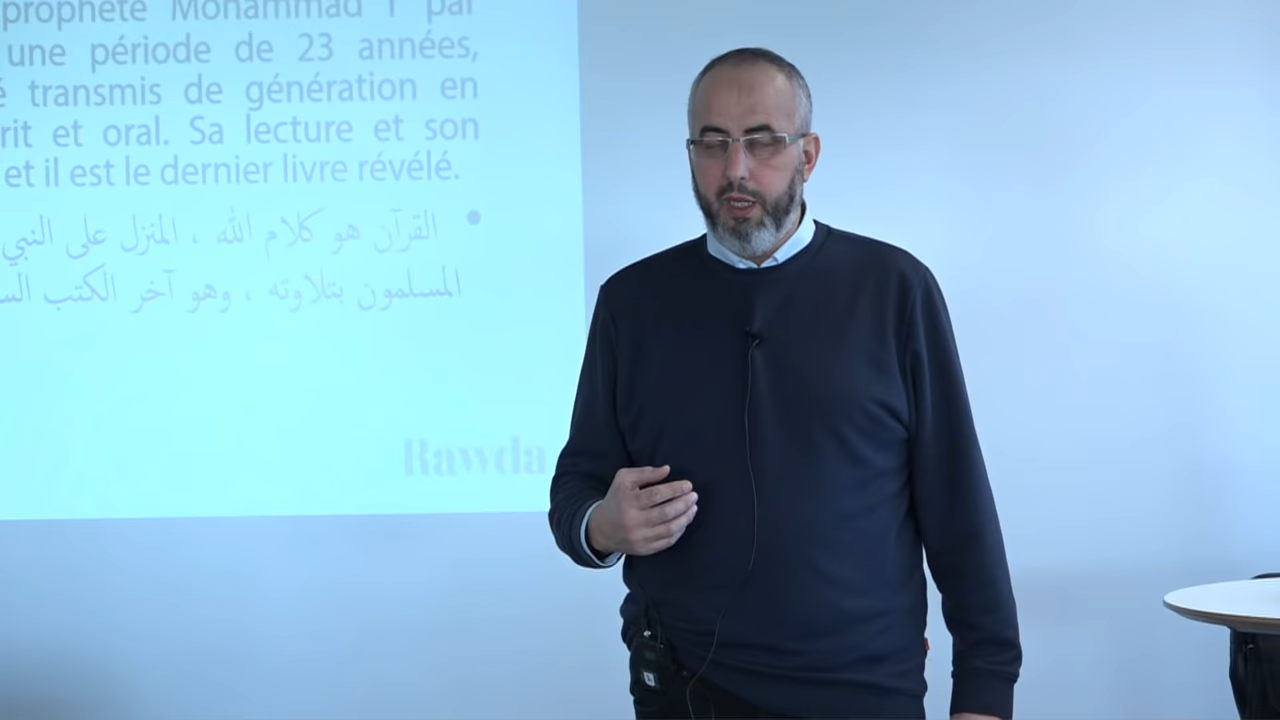 prophète Mohammad r par
une période de 23 années,
transmis de génération en
rit et oral. Sa lecture et son
et il est le dernier livre révélé.
• القرآن هو كلام الله ، المنزل على النبي
المسلمون بتلاوته ، وهو آخر الكتب الس
Rawda